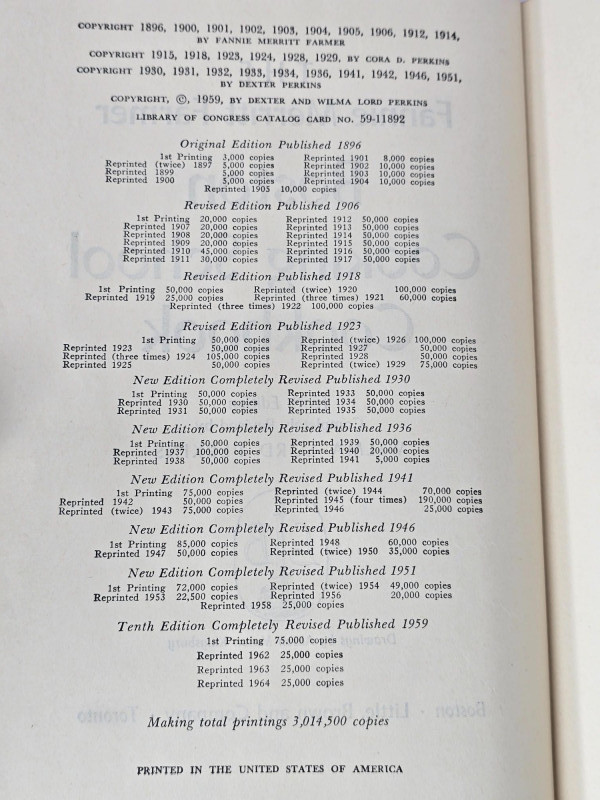 COPYRIGHT 1896, 1900, 1901, 1902, 1903, 1904, 1905, 1906, 1912, 1914,
BY FANNIE MERRITT FARMER
COPYRIGHT 1915, 1918, 1923, 1924, 1928, 1929, BY CORA D. PERKINS
COPYRIGHT 1930, 1931, 1932, 1933, 1934, 1936, 1941, 1942, 1946, 1951,
BY DEXTER PERKINS
COPYRIGHT, ©, 1959, BY DEXTER AND WILMA LORD PERKINS
LIBRARY OF CONGRESS CATALOG CARD NO. 59-11892
Original Edition Published 1896
1st Printing 3,000 copies Reprinted 1901 8,000 copies
Reprinted (twice) 1897 5,000 copies Reprinted 1902 10,000 copies
Reprinted 1899 5,000 copies Reprinted 1903 10,000 copies
Reprinted 1900 5,000 copies Reprinted 1904 10,000 copies
Reprinted 1905 10,000 copies
Revised Edition Published 1906
1st Printing 20,000 copies Reprinted 1912 50,000 copies
Reprinted 1907 20,000 copies Reprinted 1913 50,000 copies
Reprinted 1908 20,000 copies Reprinted 1914 50,000 copies
Reprinted 1909 20,000 copies Reprinted 1915 50,000 copies
Reprinted 1910 45,000 copies Reprinted 1916 50,000 copies
Reprinted 1911 30,000 copies Reprinted 1917 50,000 copies
Revised Edition Published 1918
1st Printing 50,000 copies Reprinted (twice) 1920 100,000 copies
Reprinted 1919 25,000 copies Reprinted (three times) 1921 60,000 copies
Reprinted (three times) 1922 100,000 copies
Revised Edition Published 1923
1st Printing 50,000 copies Reprinted (twice) 1926 100,000 copies
Reprinted 1923 50,000 copies Reprinted 1927 50,000 copies
Reprinted (three times) 1924 105,000 copies Reprinted 1928 50,000 copies
Reprinted 1925 50,000 copies Reprinted (twice) 1929 75,000 copies
New Edition Completely Revised Published 1930
1st Printing 50,000 copies Reprinted 1933 50,000 copies
Reprinted 1930 50,000 copies Reprinted 1934 50,000 copies
Reprinted 1931 50,000 copies Reprinted 1935 50,000 copies
New Edition Completely Revised Published 1936
1st Printing 50,000 copies Reprinted 1939 50,000 copies
Reprinted 1937 100,000 copies Reprinted 1940 20,000 copies
Reprinted 1938 50,000 copies Reprinted 1941 5,000 copies
New Edition Completely Revised Published 1941
1st Printing 75,000 copies Reprinted (twice) 1944 70,000 copies
Reprinted 1942 50,000 copies Reprinted 1945 (four times) 190,000 copies
Reprinted (twice) 1943 75,000 copies Reprinted 1946 25,000 copies
New Edition Completely Revised Published 1946
1st Printing 85,000 copies Reprinted 1948 60,000 copies
Reprinted 1947 50,000 copies Reprinted (twice) 1950 35,000 copies
New Edition Completely Revised Published 1951
1st Printing 72,000 copies Reprinted (twice) 1954 49,000 copies
Reprinted 1953 22,500 copies Reprinted 1956 20,000 copies
Reprinted 1958 25,000 copies
Tenth Edition Completely Revised Published 1959
1st Printing 75,000 copies
Reprinted 1962 25,000 copies
Reprinted 1963 25,000 copies
Reprinted 1964 25,000 copies
Making total printings 3,014,500 copies
PRINTED IN THE UNITED STATES OF AMERICA